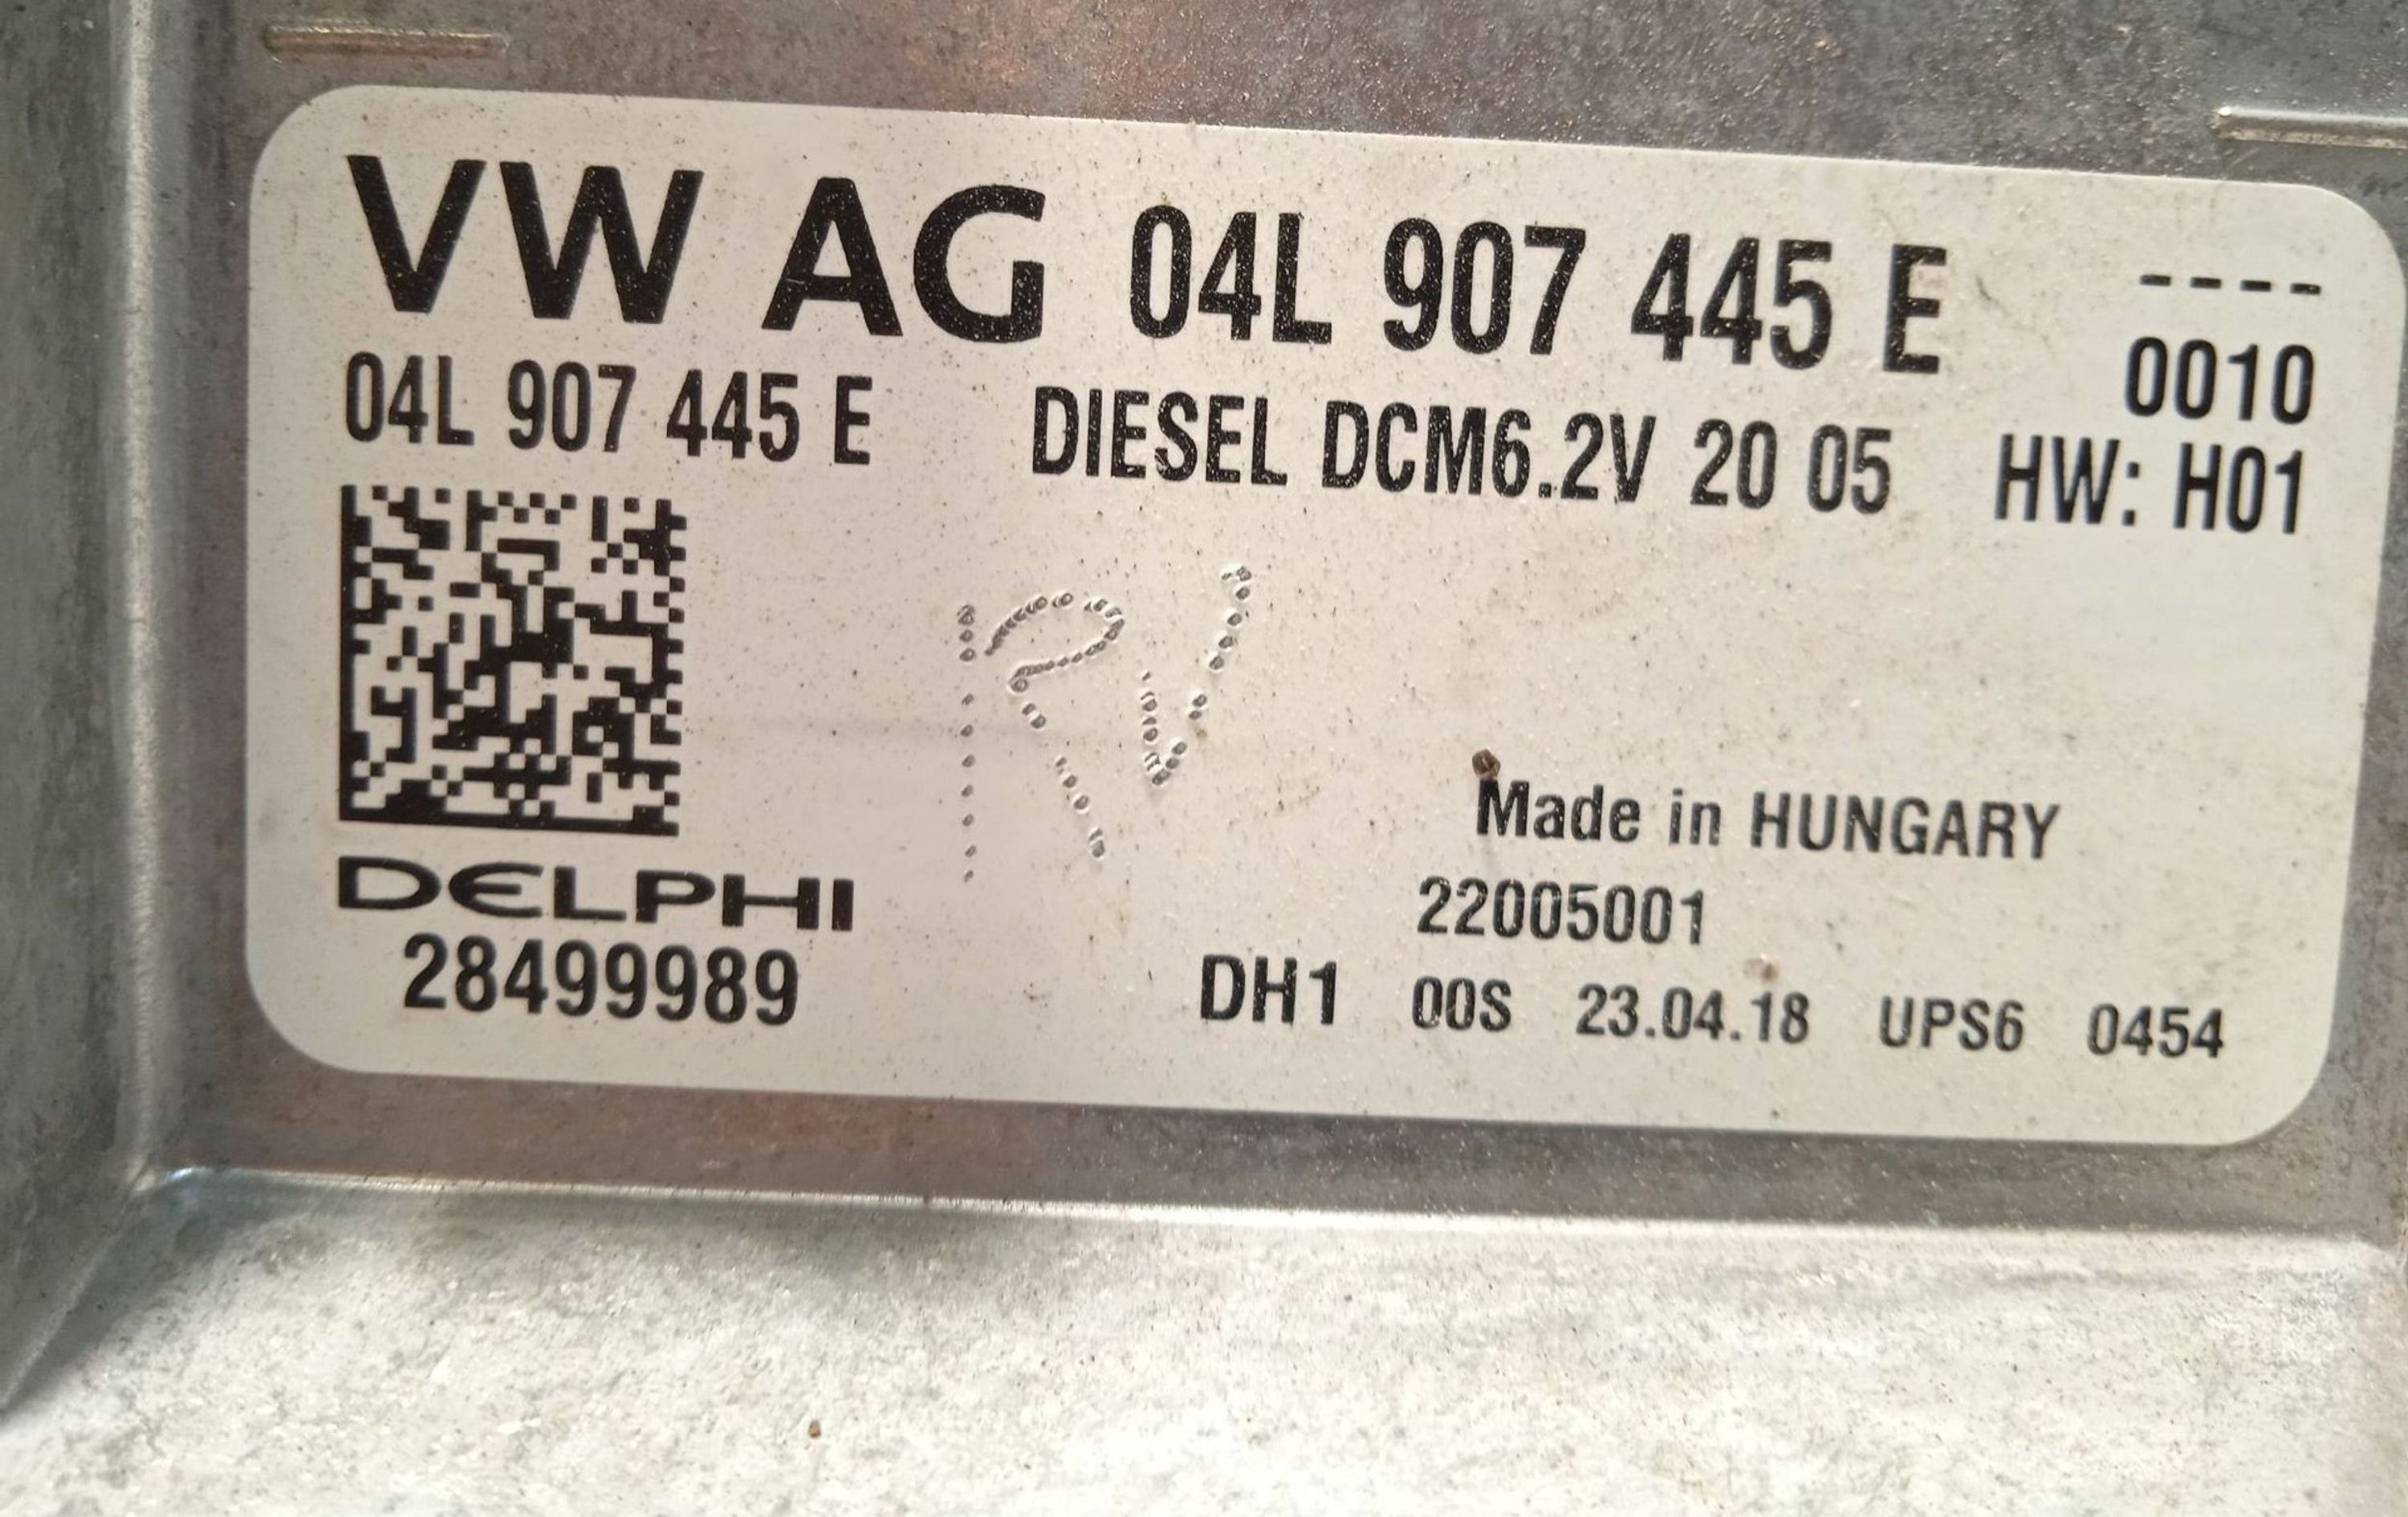 VW AG 04L 907 445 E ----
0010
04L 907 445 E DIESEL DCM6.2V 20 05 HW: H01
RV
Made in HUNGARY
DELPHI 22005001
28499989 DH1 00S 23.04.18 UPS6 0454